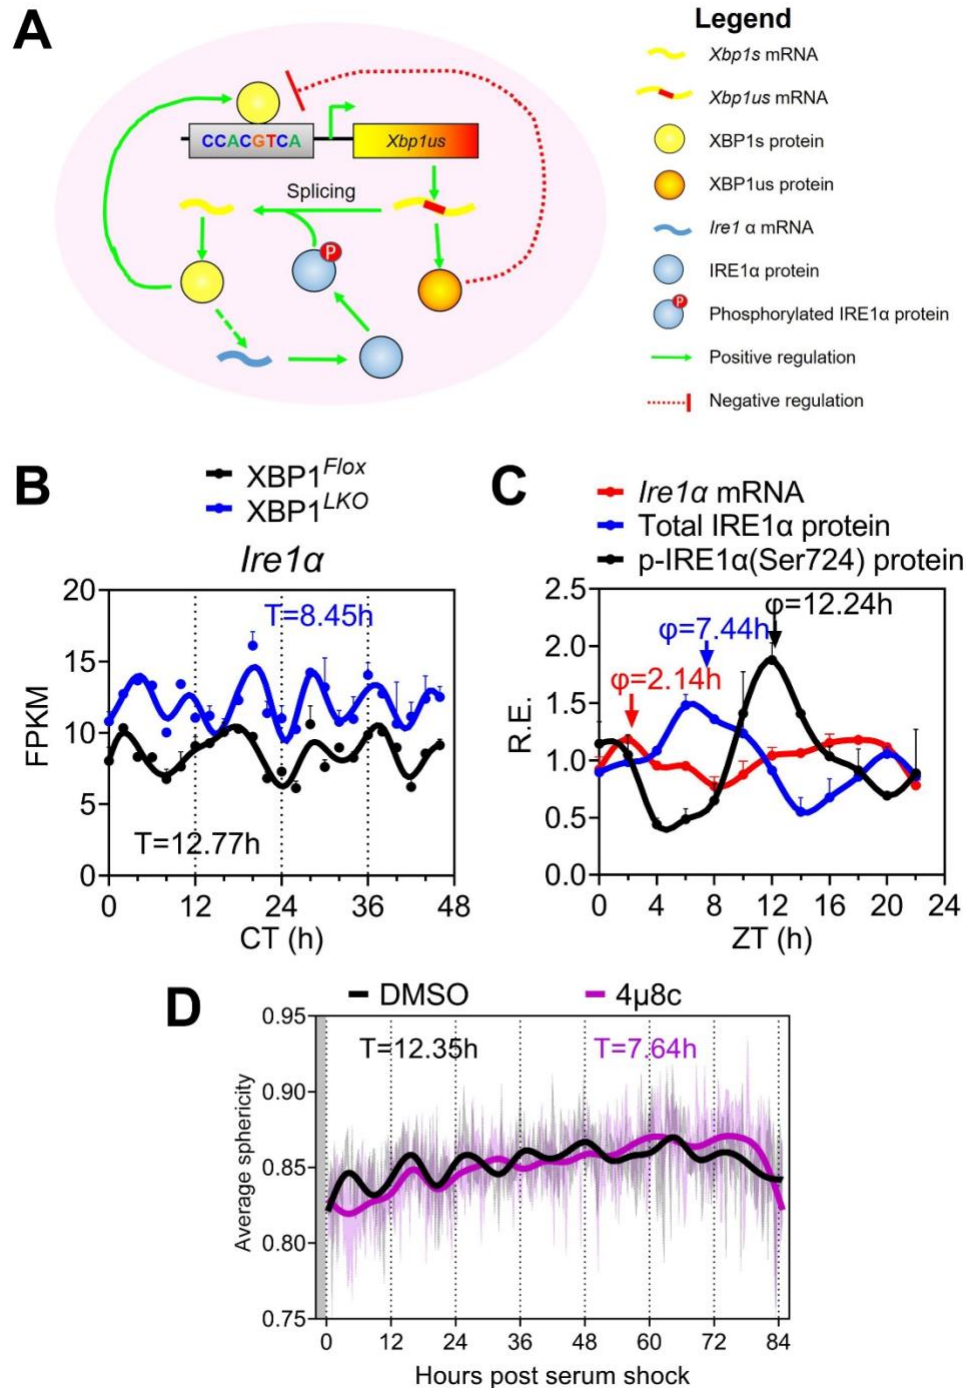 A
Legend
CCACGTCA
Xbp1us
Splicing
P
Xbp1s mRNA
Xbp1us mRNA
XBP1s protein
XBP1us protein
Ire1 α mRNA
IRE1α protein
P
Phosphorylated IRE1α protein
Positive regulation
Negative regulation
B
XBP1Flox
XBP1LKO
Ire1α
T=8.45h
T=12.77h
FPKM
20
15
10
5
0
0 12 24 36 48
CT (h)
C
Ire1α mRNA
Total IRE1α protein
p-IRE1α(Ser724) protein
φ=12.24h
φ=7.44h
φ=2.14h
R.E.
2.5
2.0
1.5
1.0
0.5
0.0
0 4 8 12 16 20 24
ZT (h)
D
DMSO 4μ8c
T=12.35h T=7.64h
Average sphericity
0.95
0.90
0.85
0.80
0.75
0 12 24 36 48 60 72 84
Hours post serum shock